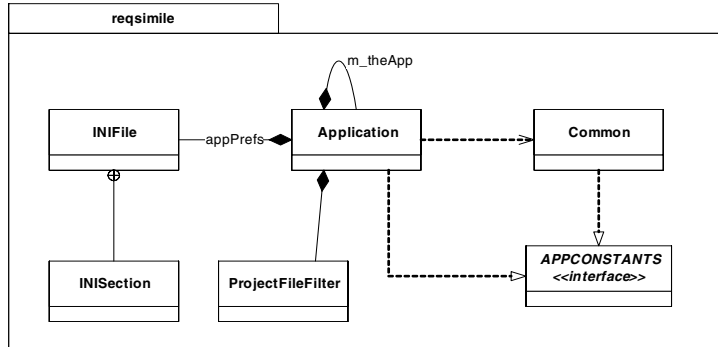 reqsimile
m_theApp
INIFile
appPrefs
Application
Common
INISection
ProjectFileFilter
APPCONSTANTS
<<interface>>